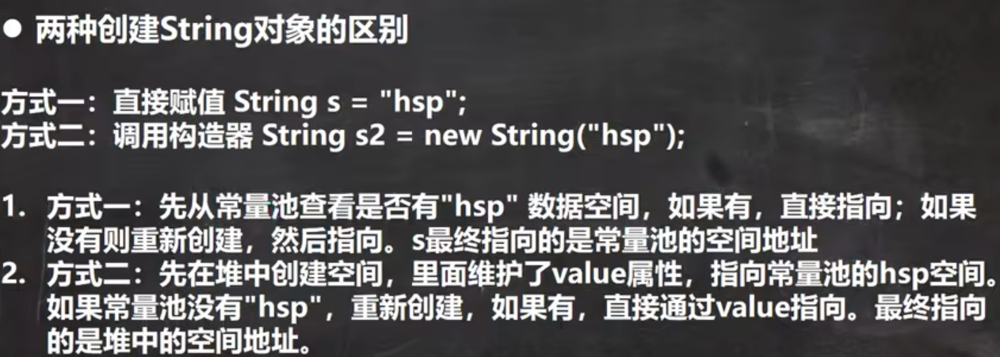 ● 两种创建String对象的区别
方式一：直接赋值 String s = "hsp";
方式二：调用构造器 String s2 = new String("hsp");
1. 方式一：先从常量池查看是否有"hsp" 数据空间，如果有，直接指向；如果
没有则重新创建，然后指向。s最终指向的是常量池的空间地址
2. 方式二：先在堆中创建空间，里面维护了value属性，指向常量池的hsp空间。
如果常量池没有"hsp"，重新创建，如果有，直接通过value指向。最终指向
的是堆中的空间地址。